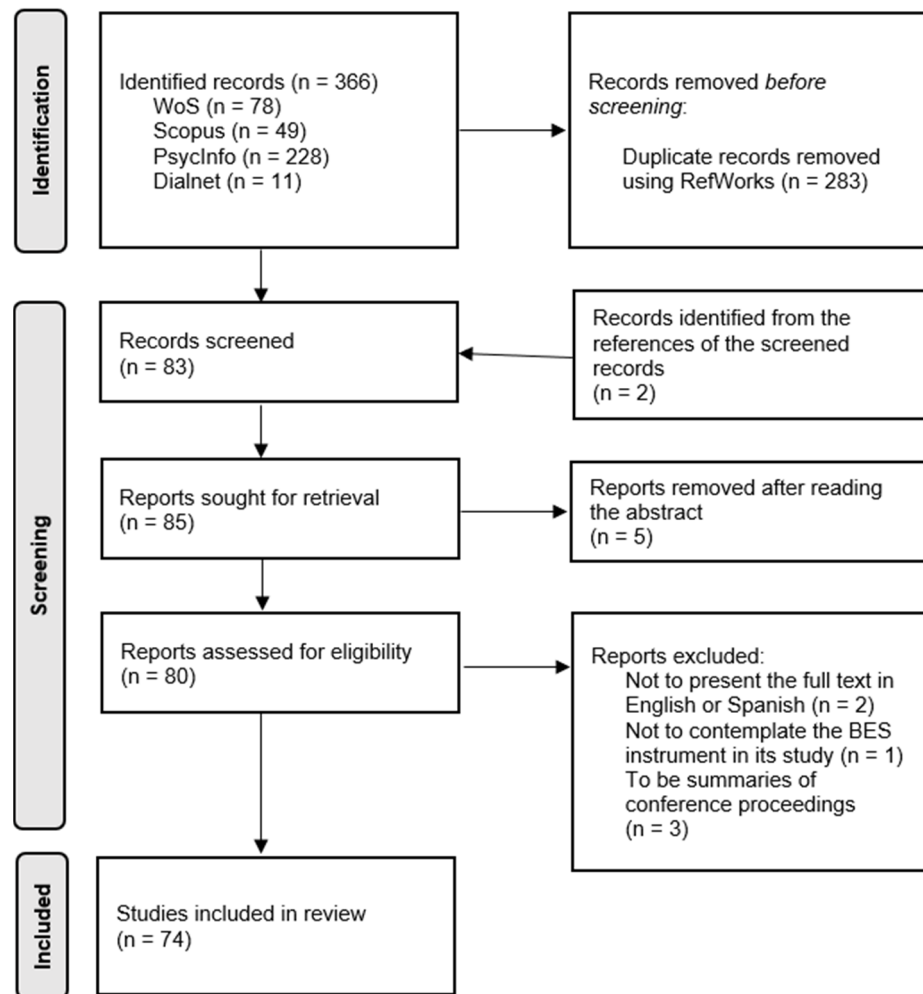 Identification
Identified records (n = 366)
WoS (n = 78)
Scopus (n = 49)
PsycInfo (n = 228)
Dialnet (n = 11)
Records removed before
screening:
Duplicate records removed
using RefWorks (n = 283)
Screening
Records screened
(n = 83)
Records identified from the
references of the screened
records
(n = 2)
Reports sought for retrieval
(n = 85)
Reports removed after reading
the abstract
(n = 5)
Reports assessed for eligibility
(n = 80)
Reports excluded:
Not to present the full text in
English or Spanish (n = 2)
Not to contemplate the BES
instrument in its study (n = 1)
To be summaries of
conference proceedings
(n = 3)
Included
Studies included in review
(n = 74)